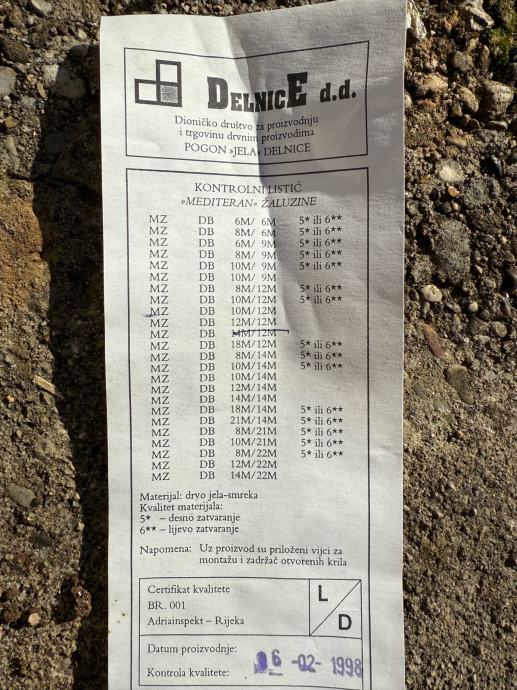 DELNICE d.d.
Dioničko društvo za proizvodnju
i trgovinu drvnim proizvodima
POGON »JELA« DELNICE
KONTROLNI LISTIĆ
»MEDITERAN« ŽALUZINE
MZ DB 6M/ 6M 5* ili 6**
MZ DB 8M/ 6M 5* ili 6**
MZ DB 6M/ 9M 5* ili 6**
MZ DB 8M/ 9M 5* ili 6**
MZ DB 10M/ 9M 5* ili 6**
MZ DB 10M/ 9M
MZ DB 8M/12M 5* ili 6**
MZ DB 10M/12M 5* ili 6**
MZ DB 10M/12M
MZ DB 12M/12M
MZ DB 14M/12M
MZ DB 18M/12M 5* ili 6**
MZ DB 8M/14M 5* ili 6**
MZ DB 10M/14M 5* ili 6**
MZ DB 10M/14M
MZ DB 12M/14M
MZ DB 14M/14M
MZ DB 18M/14M 5* ili 6**
MZ DB 21M/14M 5* ili 6**
MZ DB 8M/21M 5* ili 6**
MZ DB 10M/21M 5* ili 6**
MZ DB 8M/22M 5* ili 6**
MZ DB 12M/22M
MZ DB 14M/22M
Materijal: drvo jela-smreka
Kvalitet materijala:
5* – desno zatvaranje
6** – lijevo zatvaranje
Napomena: Uz proizvod su priloženi vijci za
montažu i zadržač otvorenih krila
Certifikat kvalitete
BR. 001
Adriainspekt – Rijeka
L
D
Datum proizvodnje:
Kontrola kvalitete:
6 -02- 1998